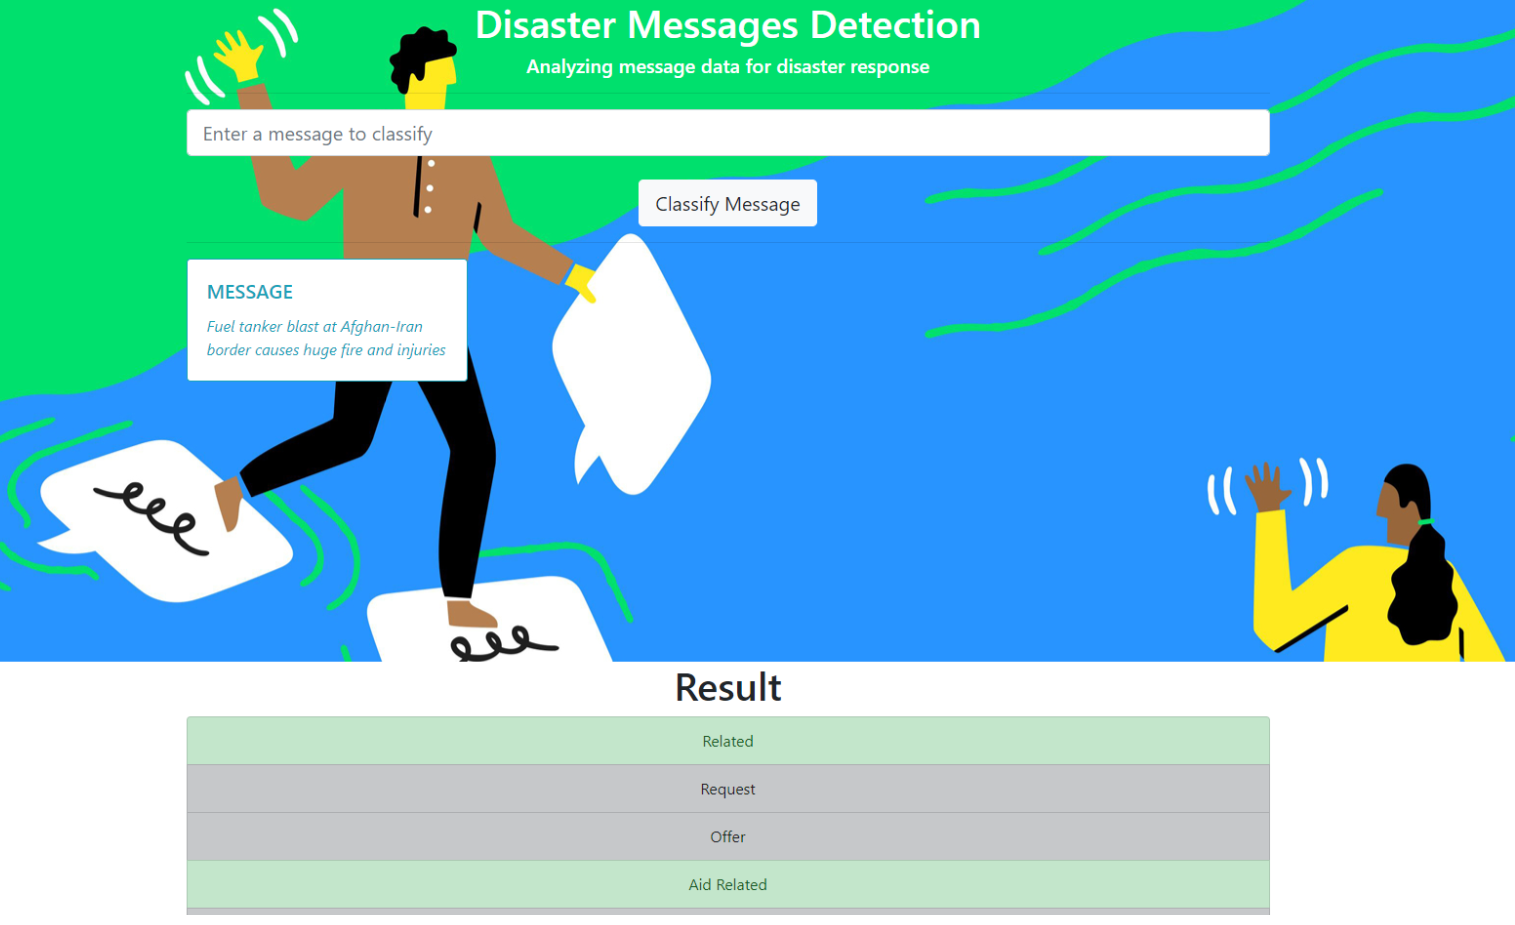 Disaster Messages Detection
Analyzing message data for disaster response
Enter a message to classify
Classify Message
MESSAGE
Fuel tanker blast at Afghan-Iran
border causes huge fire and injuries
Result
Related
Request
Offer
Aid Related